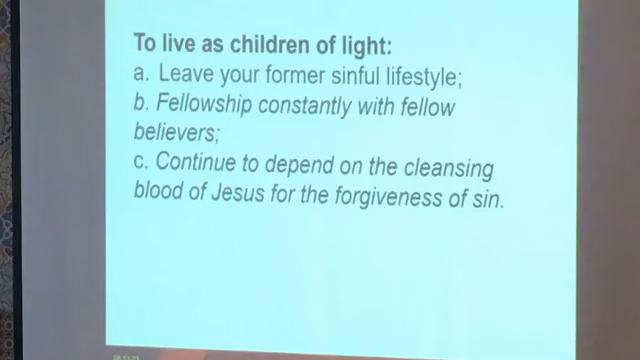 To live as children of light:
a. Leave your former sinful lifestyle;
b. Fellowship constantly with fellow
believers;
c. Continue to depend on the cleansing
blood of Jesus for the forgiveness of sin.